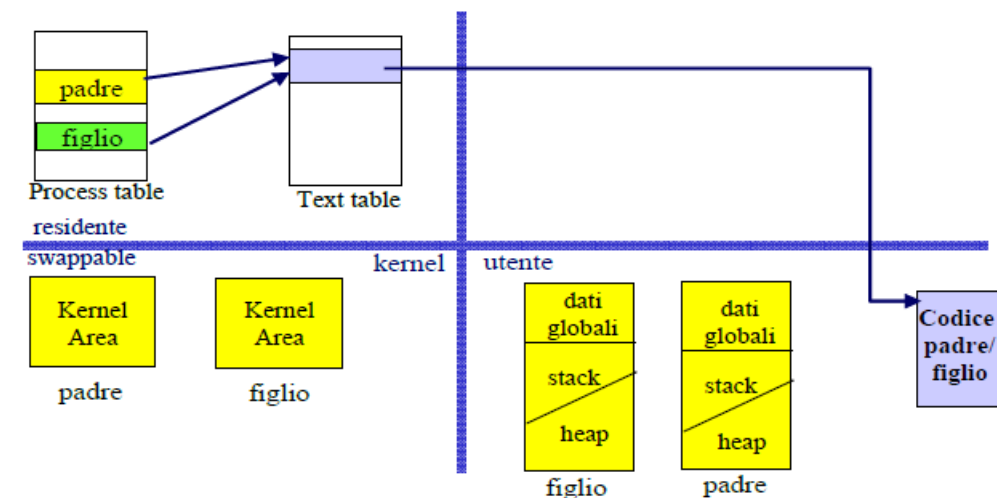 padre
figlio
Process table
Text table
residente
swappable
kernel
utente
Kernel
Area
padre
Kernel
Area
figlio
dati
globali
stack
heap
figlio
dati
globali
stack
heap
padre
Codice
padre/
figlio